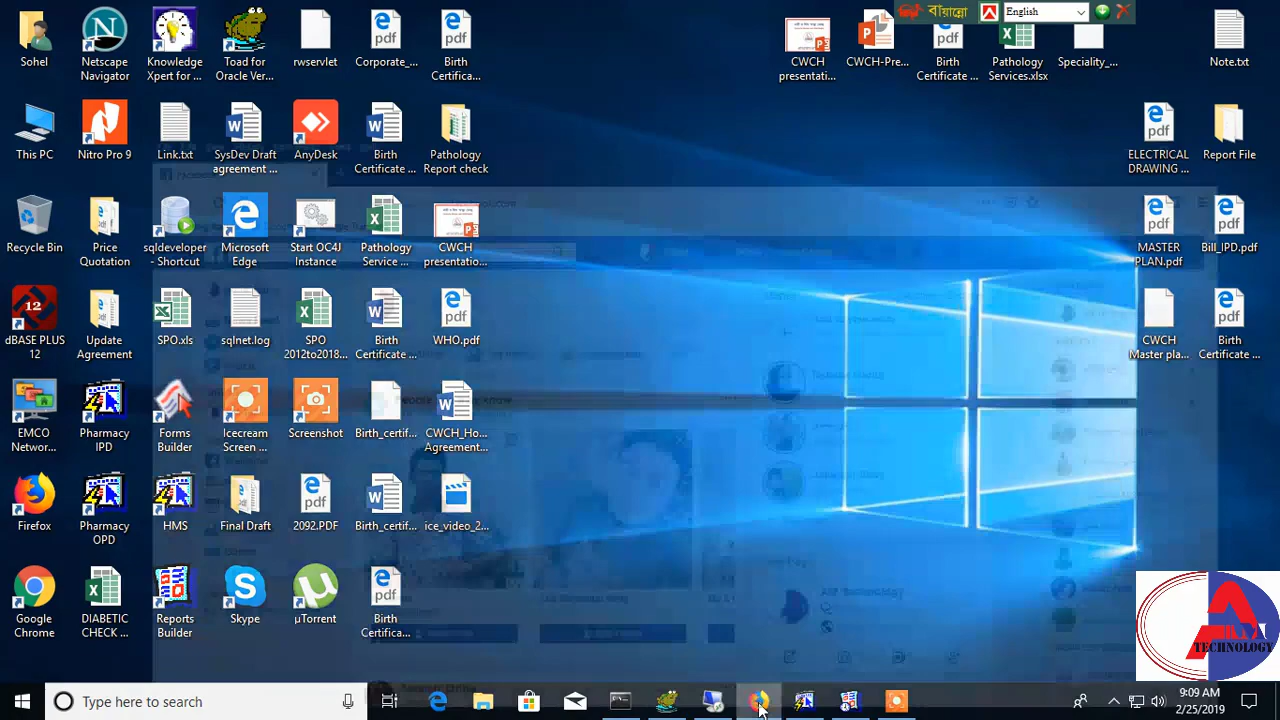 বাঁয়ান্নো
English
Sohel
Netscape
Navigator
Knowledge
Xpert for ...
Toad for
Oracle Ver...
rwservlet
Corporate_...
Birth
Certifica...
CWCH
presentati...
CWCH-Pre...
Birth
Certificate ...
Pathology
Services.xlsx
Speciality_...
Note.txt
This PC
Nitro Pro 9
Link.txt
SysDev Draft
agreement ...
AnyDesk
Birth
Certificate ...
Pathology
Report check
ELECTRICAL
DRAWING ...
Report File
Recycle Bin
Price
Quotation
sqldeveloper
- Shortcut
Microsoft
Edge
Start OC4J
Instance
Pathology
Service ...
CWCH
presentatio...
MASTER
PLAN.pdf
Bill_IPD.pdf
dBASE PLUS
12
Update
Agreement
SPO.xls
sqlnet.log
SPO
2012to2018...
Birth
Certificate ...
WHO.pdf
CWCH
Master pla...
Birth
Certificate ...
EMCO
Networ...
Pharmacy
IPD
Forms
Builder
Icecream
Screen ...
Screenshot
Birth_certif...
CWCH_Ho...
Agreement...
Firefox
Pharmacy
OPD
HMS
Final Draft
2092.PDF
Birth_certif...
ice_video_2...
Google
Chrome
DIABETIC
CHECK ...
Reports
Builder
Skype
µTorrent
Birth
Certifica...
TECHNOLOGY
Type here to search
9:09 AM
2/25/2019